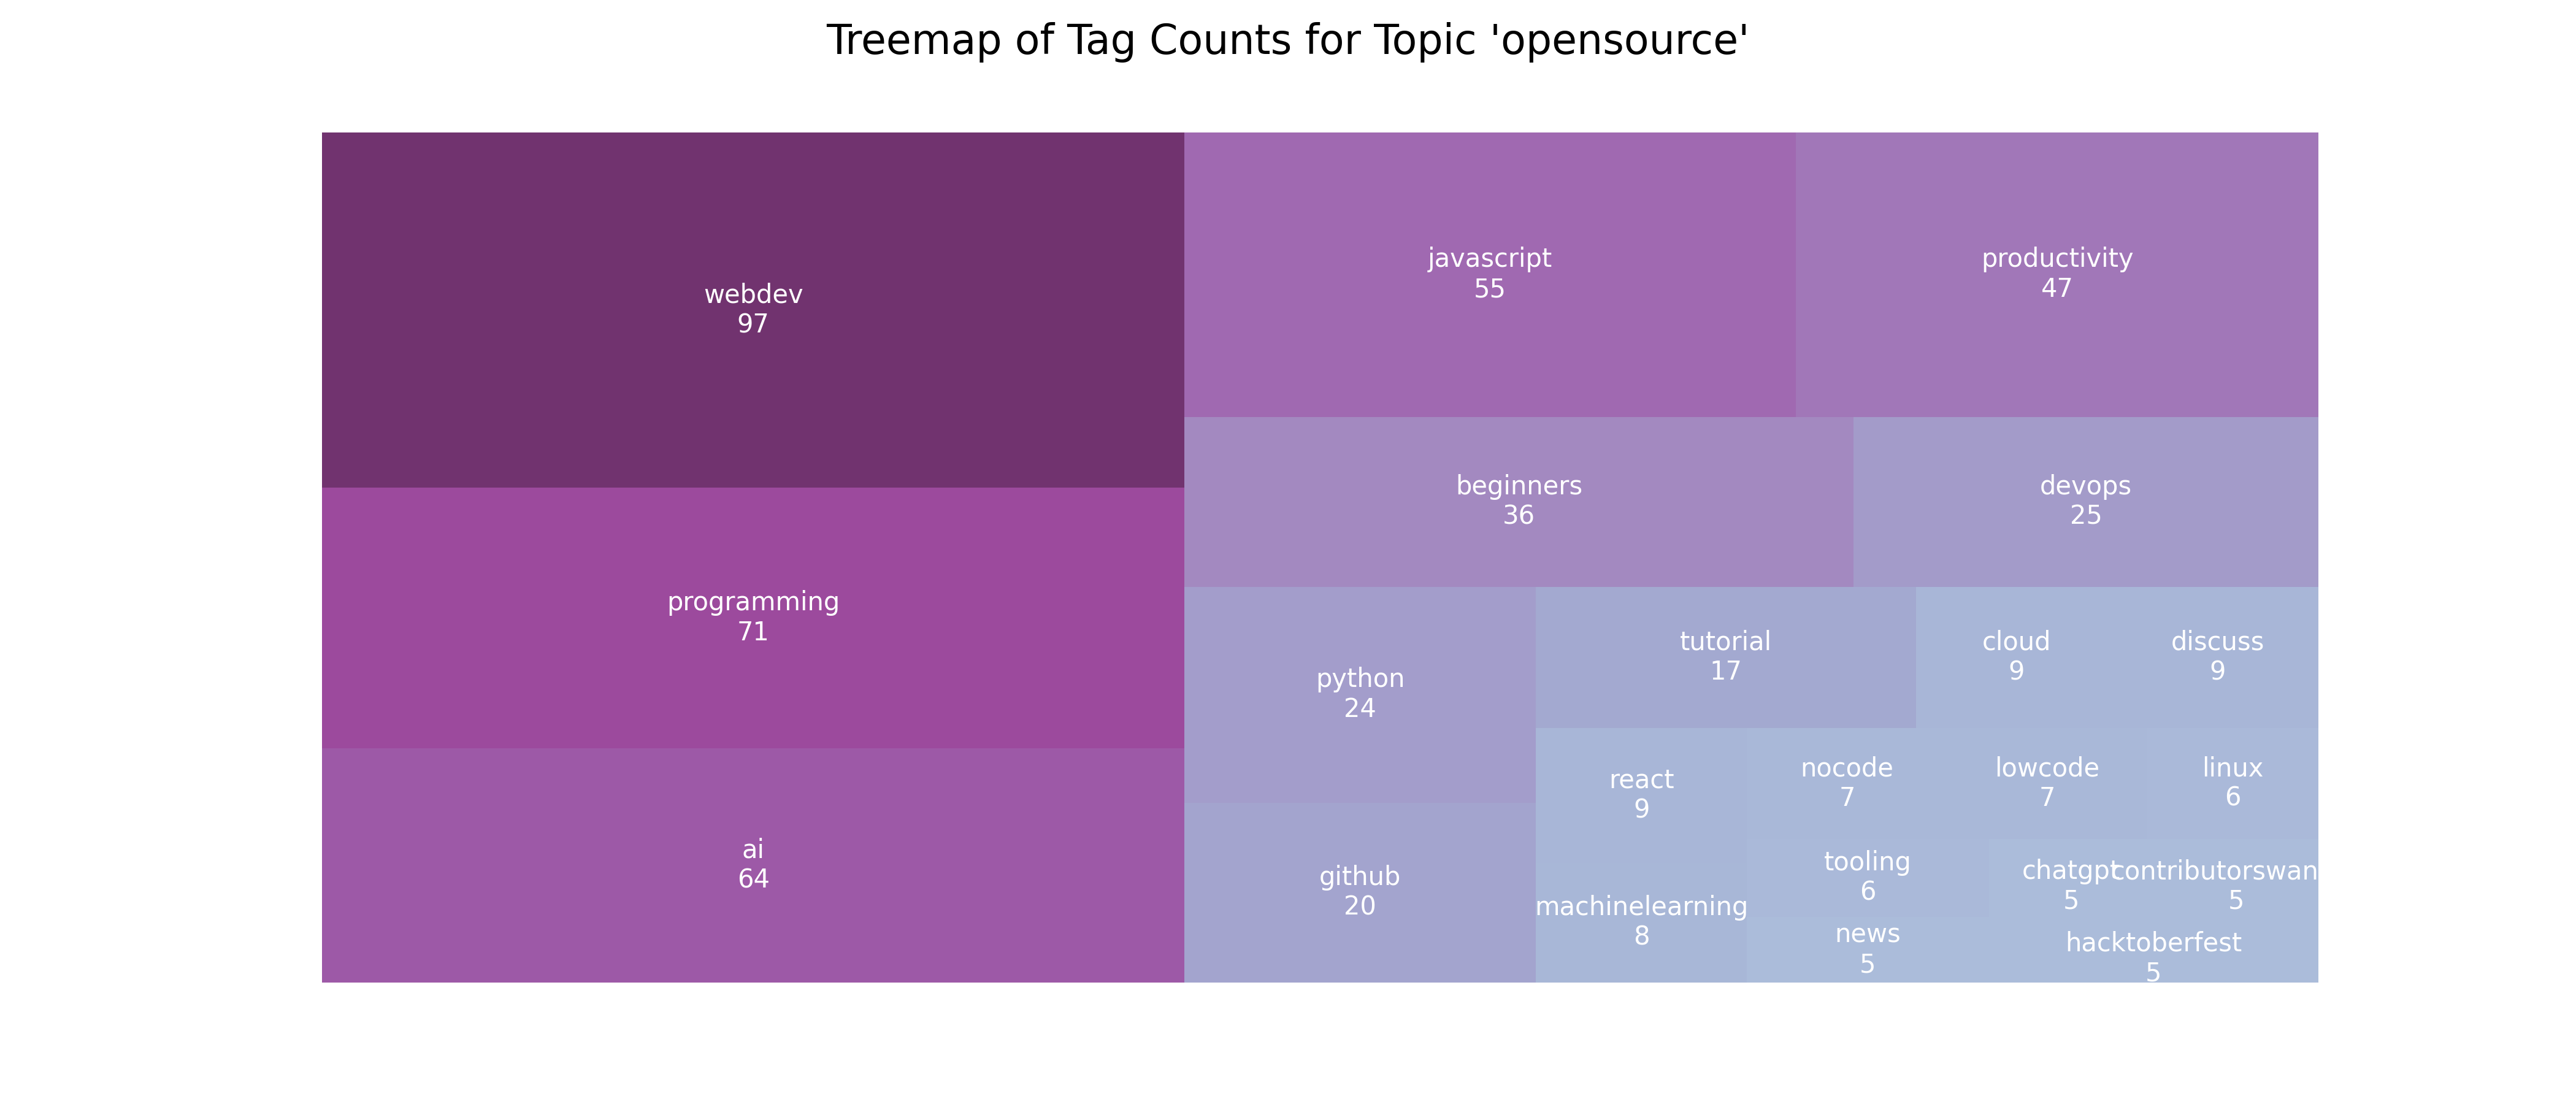 Treemap of Tag Counts for Topic 'opensource'
webdev
97
programming
71
ai
64
javascript
55
productivity
47
beginners
36
devops
25
python
24
github
20
tutorial
17
cloud
9
discuss
9
react
9
machinelearning
8
nocode
7
lowcode
7
linux
6
tooling
6
news
5
chatgpt
5
contributorswan
5
hacktoberfest
5